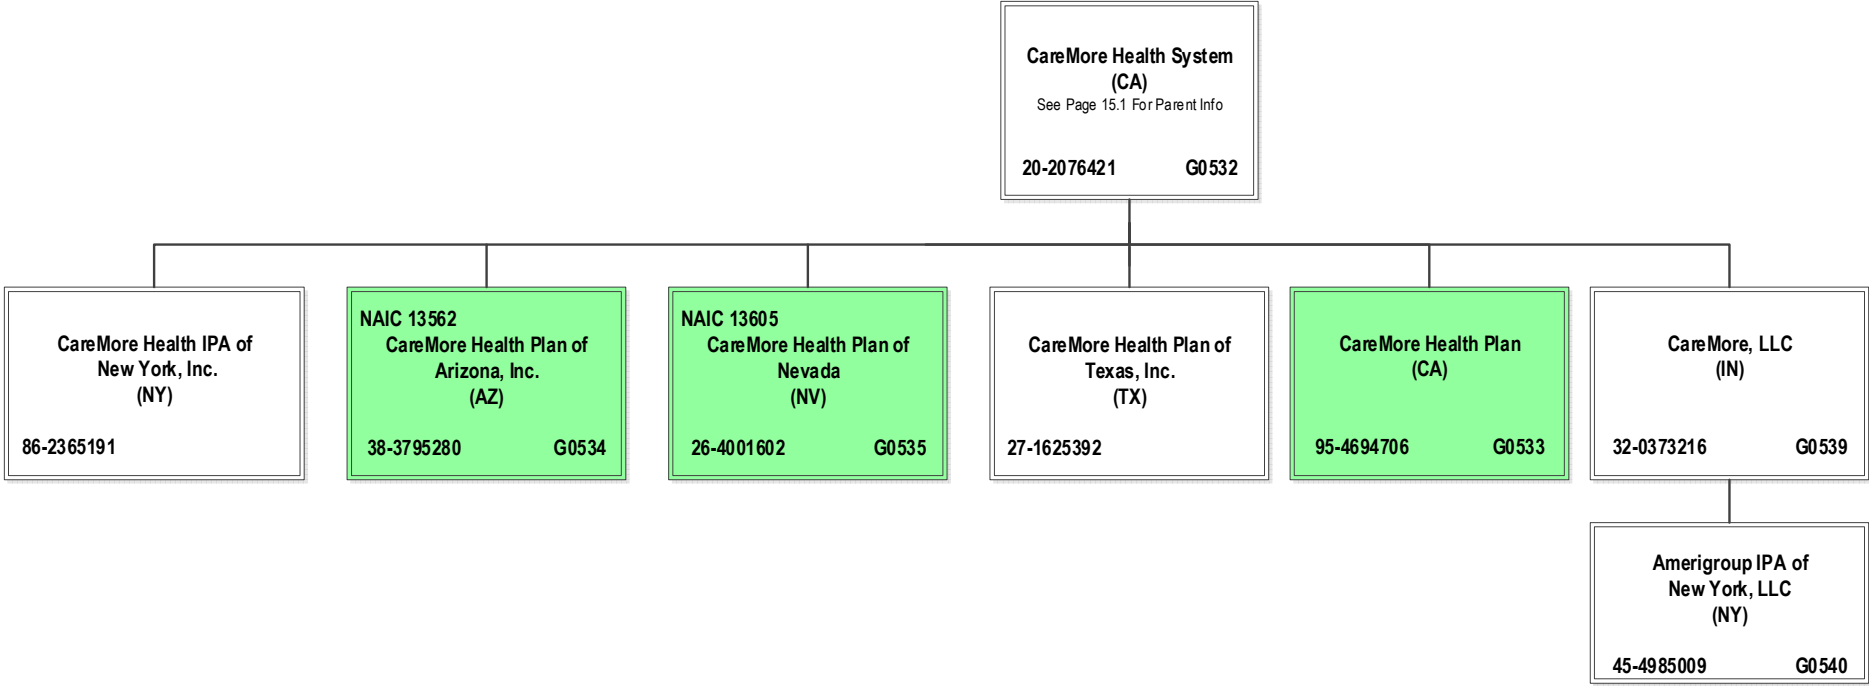 CareMore Health System
(CA)
See Page 15.1 For Parent Info
20-2076421 G0532
CareMore Health IPA of
New York, Inc.
(NY)
86-2365191
NAIC 13562
CareMore Health Plan of
Arizona, Inc.
(AZ)
38-3795280 G0534
NAIC 13605
CareMore Health Plan of
Nevada
(NV)
26-4001602 G0535
CareMore Health Plan of
Texas, Inc.
(TX)
27-1625392
CareMore Health Plan
(CA)
95-4694706 G0533
CareMore, LLC
(IN)
32-0373216 G0539
Amerigroup IPA of
New York, LLC
(NY)
45-4985009 G0540